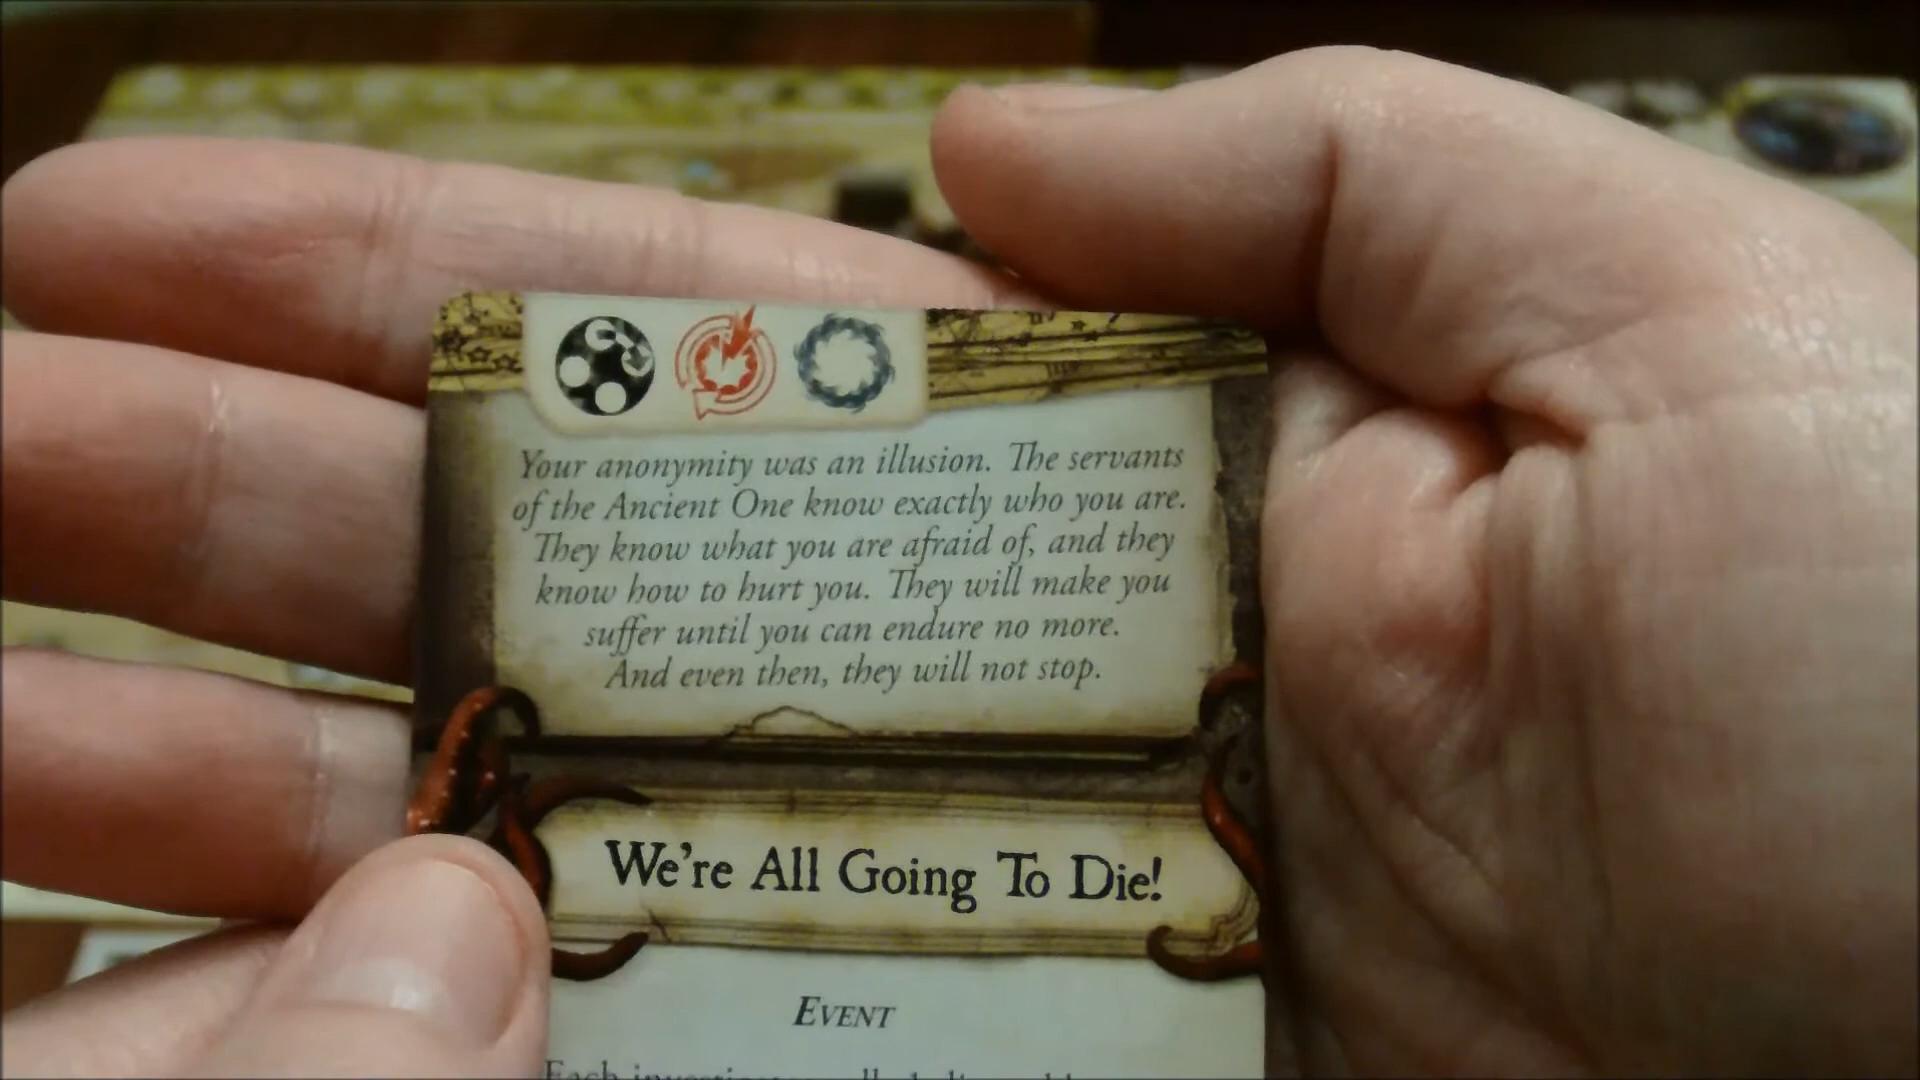 Your anonymity was an illusion. The servants
of the Ancient One know exactly who you are.
They know what you are afraid of, and they
know how to hurt you. They will make you
suffer until you can endure no more.
And even then, they will not stop.
We're All Going To Die!
EVENT
Each